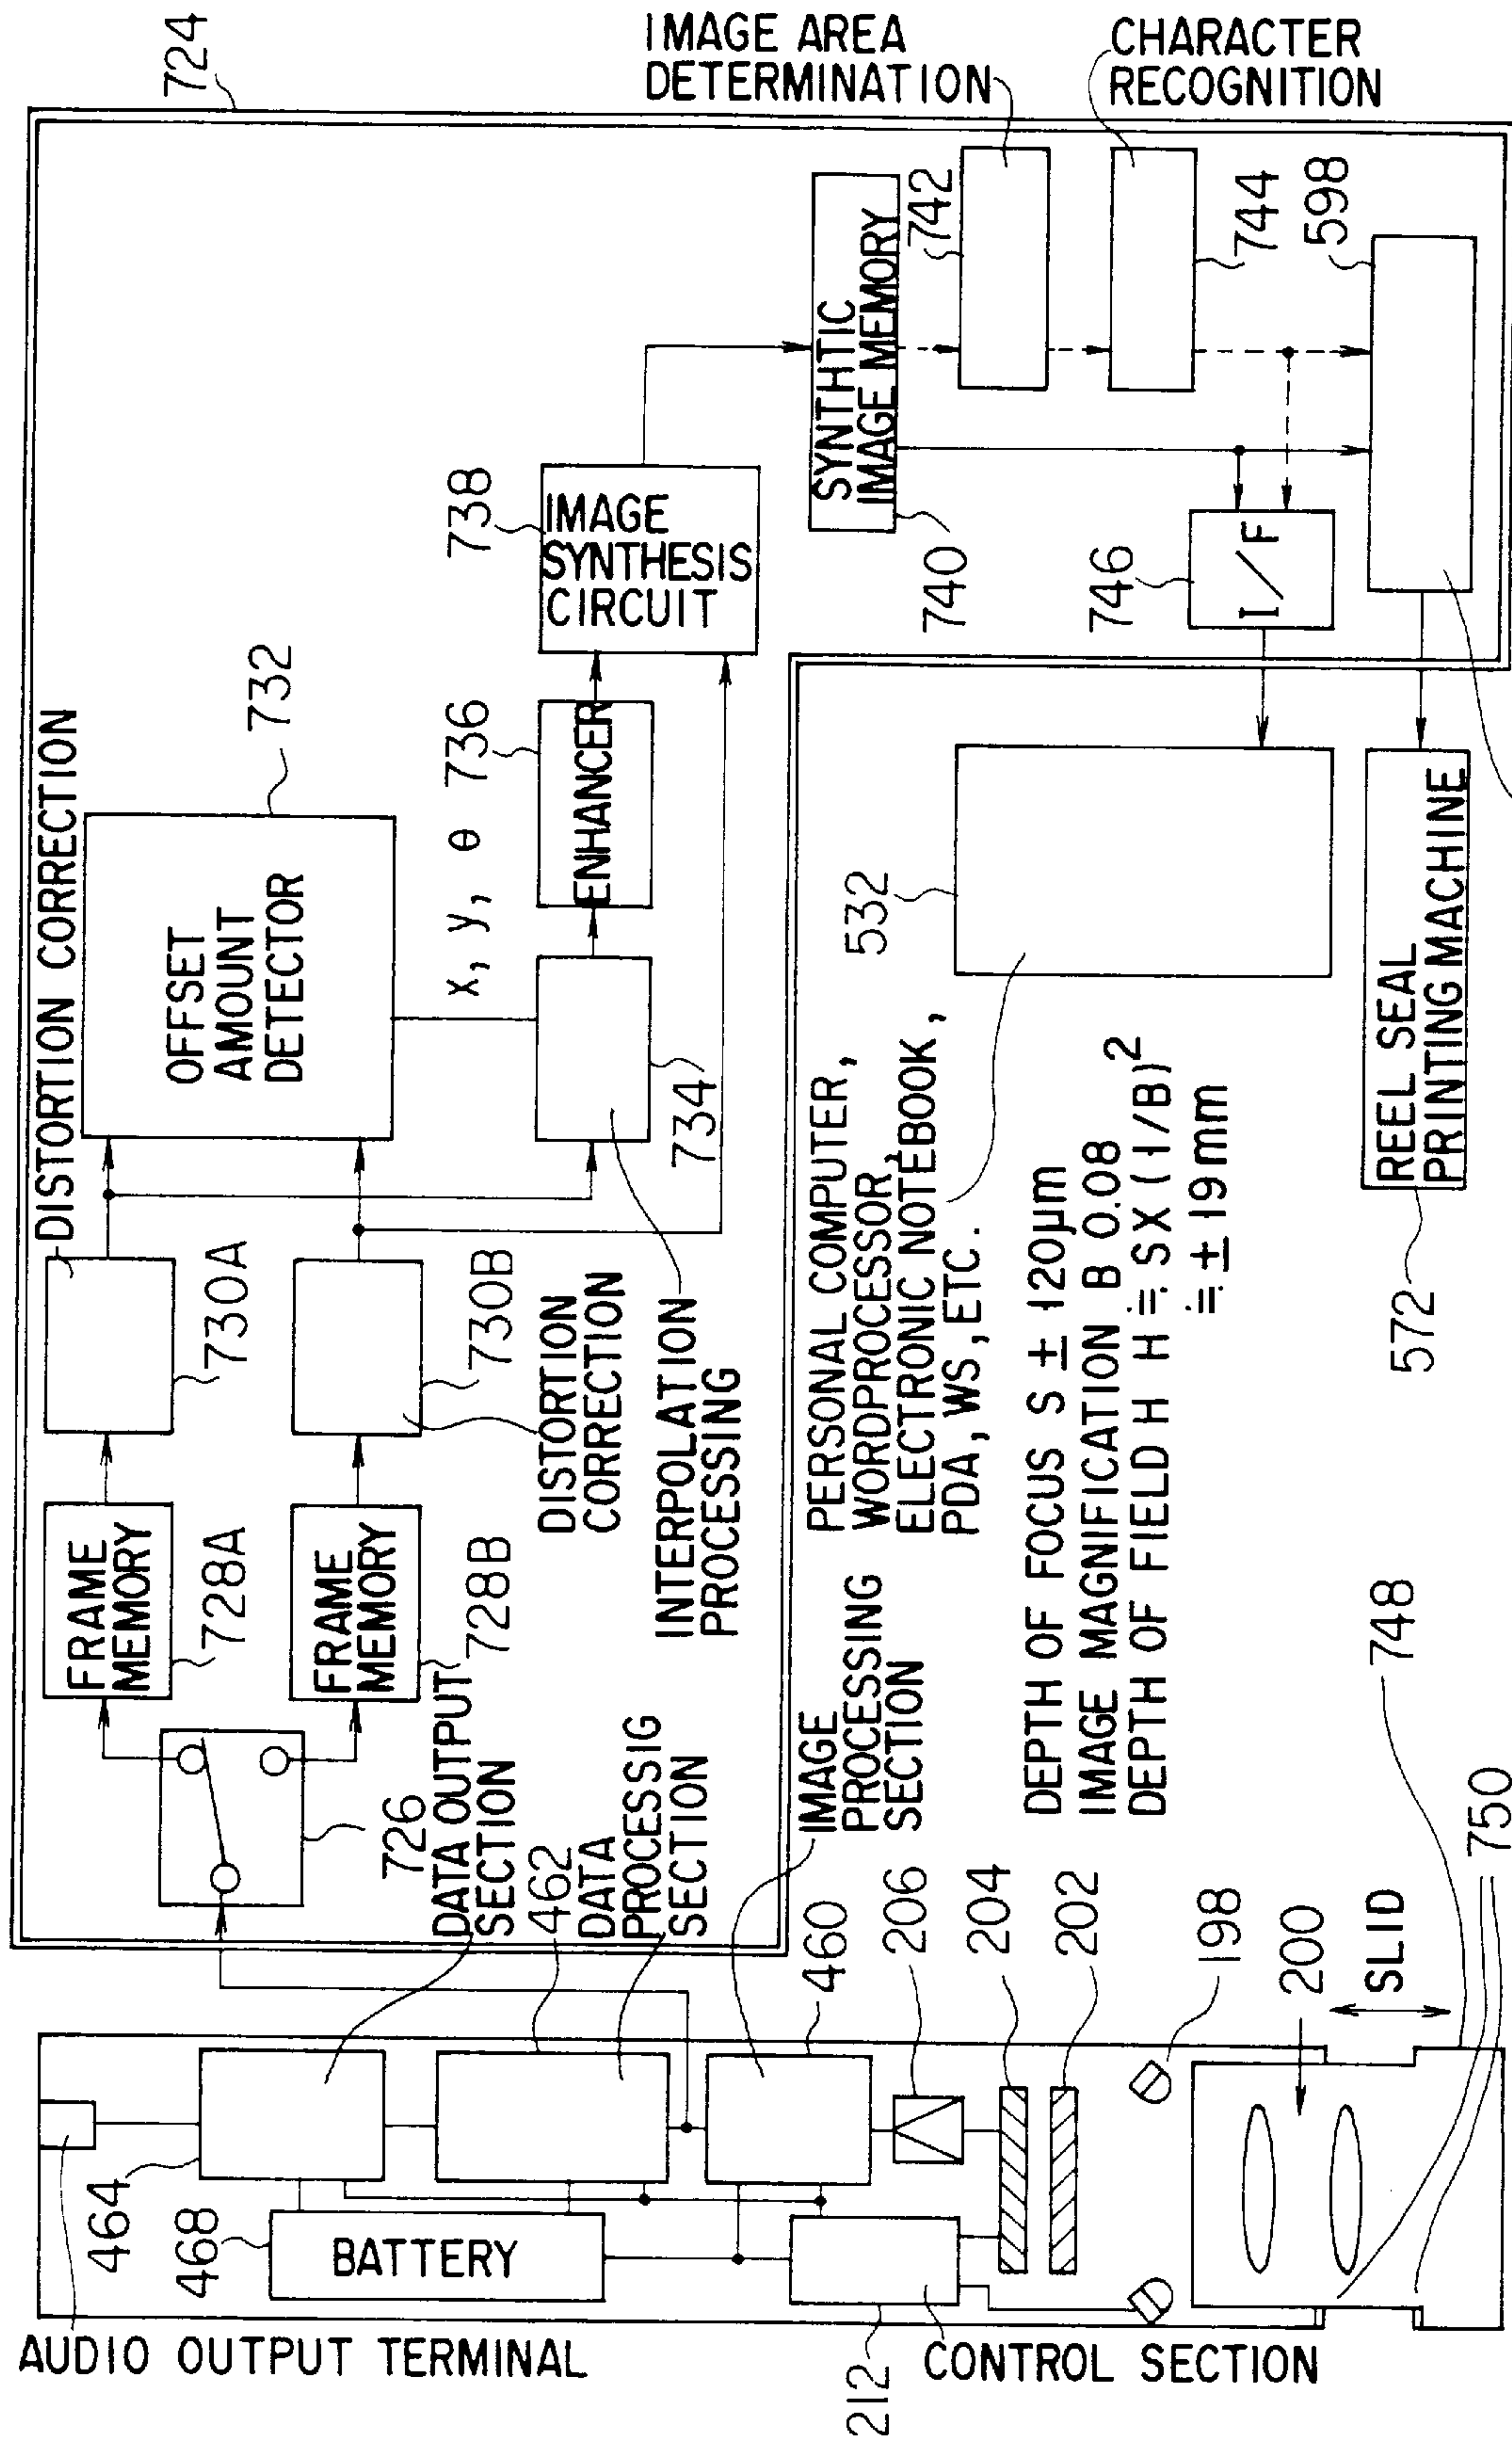 724
DISTORTION CORRECTION
OFFSET
AMOUNT
DETECTOR
732
FRAME
MEMORY
728A
730A
FRAME
MEMORY
728B
730B
DISTORTION
CORRECTION
INTERPOLATION
PROCESSING
x, y, θ
734
736
ENHANCER
738
IMAGE
SYNTHESIS
CIRCUIT
IMAGE AREA
DETERMINATION
CHARACTER
RECOGNITION
SYNTHTIC
IMAGE MEMORY
740
742
744
598
746
I/F
726
DATA OUTPUT
SECTION
462
DATA
PROCESSIG
SECTION
IMAGE
PROCESSING
SECTION
460
206
204
202
198
200
SLID
748
750
PERSONAL COMPUTER,
WORDPROCESSOR,
ELECTRONIC NOTEBOOK,
PDA, WS, ETC.
532
DEPTH OF FOCUS S ± 120μm
IMAGE MAGNIFICATION B 0.08
DEPTH OF FIELD H H ≒ SX(1/B)²
≒ ± 19mm
REEL SEAL
PRINTING MACHINE
572
464
468
BATTERY
AUDIO OUTPUT TERMINAL
212
CONTROL SECTION